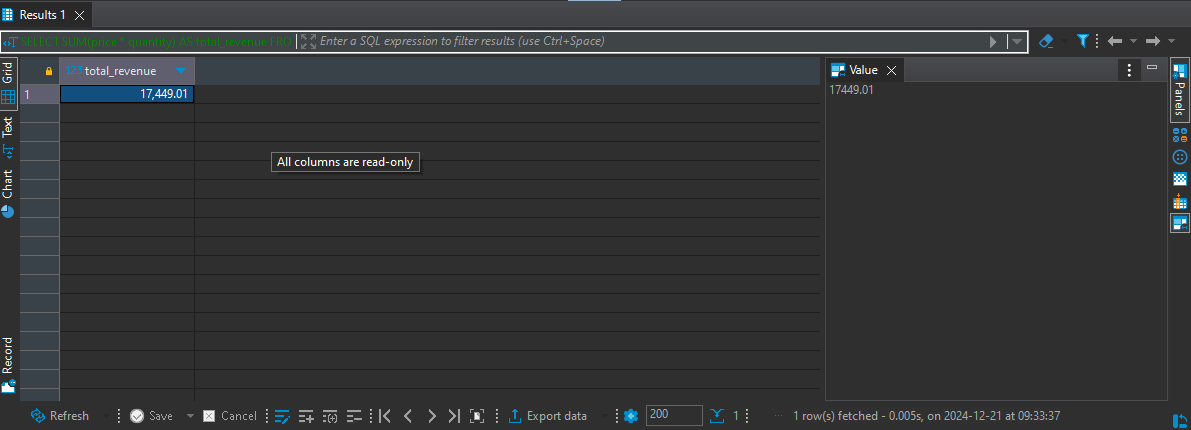 Results 1
SELECT SUM(price * quantity) AS total_revenue FRO
Enter a SQL expression to filter results (use Ctrl+Space)
Grid
Text
Chart
Record
123 total_revenue
1
17,449.01
All columns are read-only
Value
17449.01
Panels
Refresh
Save
Cancel
Export data
200
1
1 row(s) fetched - 0.005s, on 2024-12-21 at 09:33:37